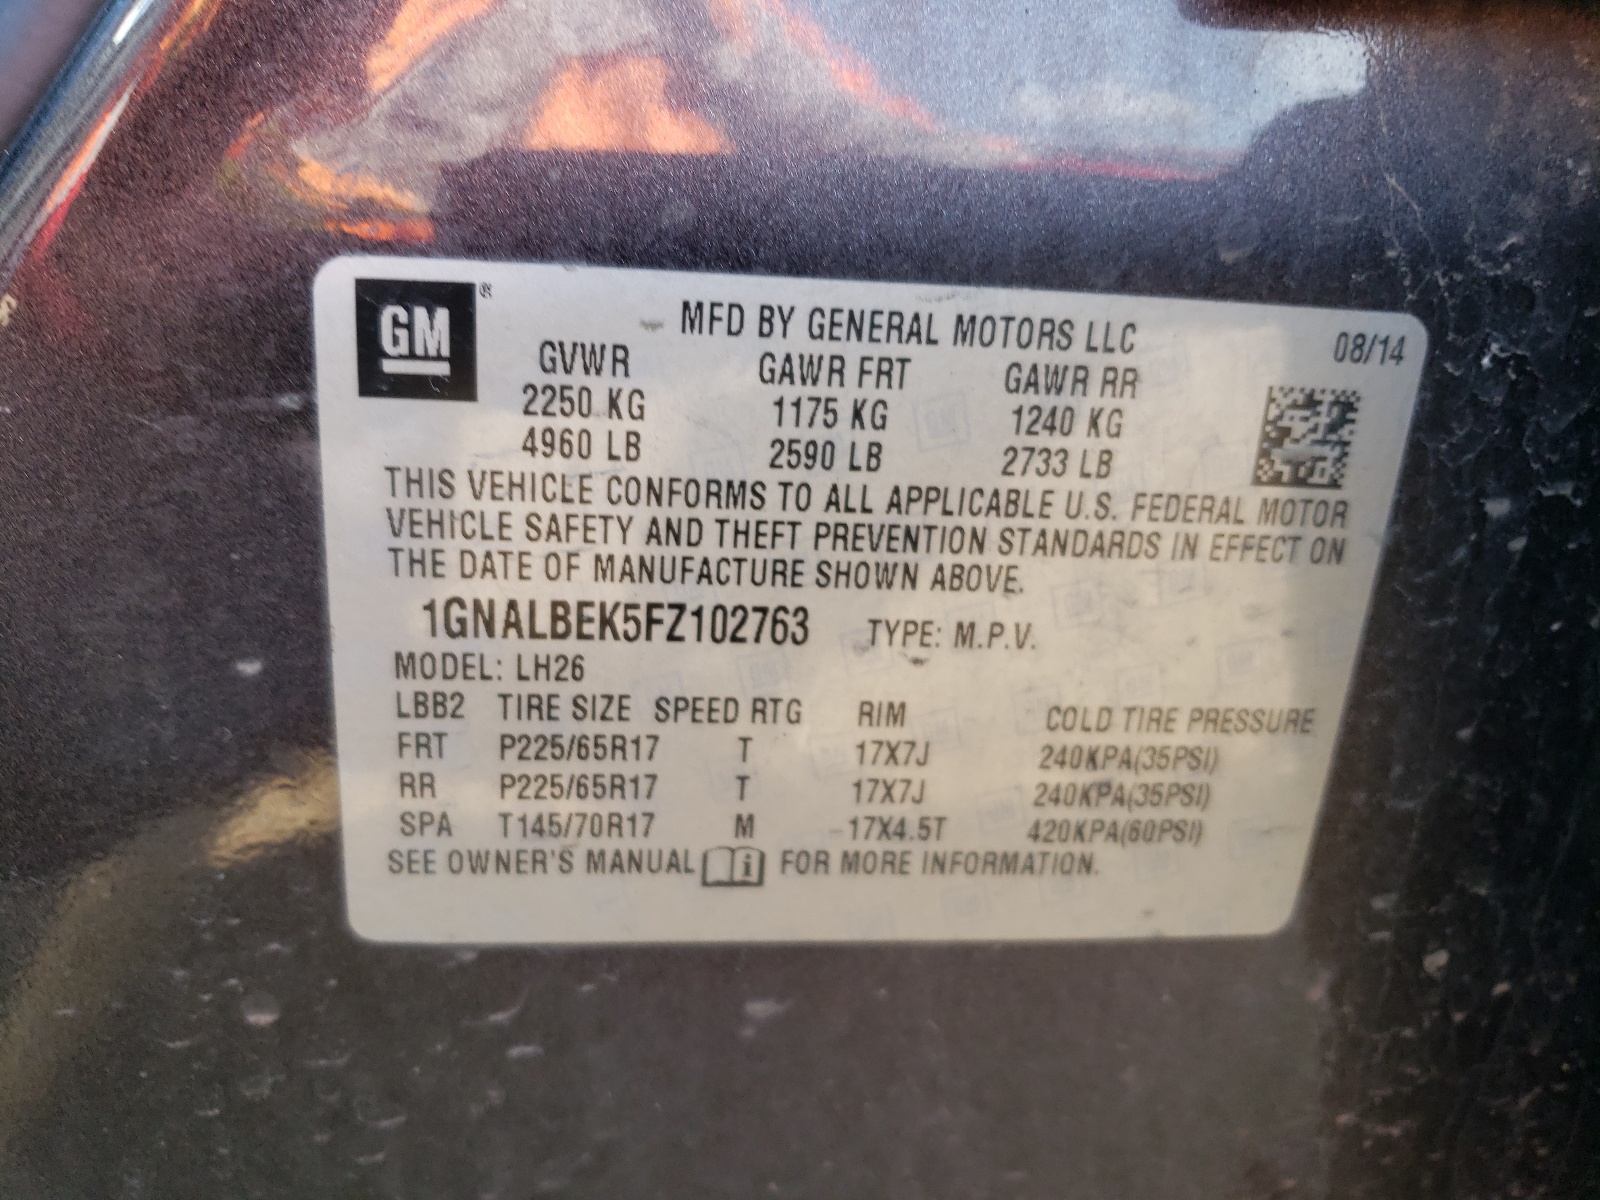 GM ®
MFD BY GENERAL MOTORS LLC 08/14
GVWR GAWR FRT GAWR RR
2250 KG 1175 KG 1240 KG
4960 LB 2590 LB 2733 LB
THIS VEHICLE CONFORMS TO ALL APPLICABLE U.S. FEDERAL MOTOR
VEHICLE SAFETY AND THEFT PREVENTION STANDARDS IN EFFECT ON
THE DATE OF MANUFACTURE SHOWN ABOVE.
1GNALBEK5FZ102763 TYPE: M.P.V.
MODEL: LH26
LBB2 TIRE SIZE SPEED RTG RIM COLD TIRE PRESSURE
FRT P225/65R17 T 17X7J 240KPA(35PSI)
RR P225/65R17 T 17X7J 240KPA(35PSI)
SPA T145/70R17 M 17X4.5T 420KPA(60PSI)
SEE OWNER'S MANUAL i FOR MORE INFORMATION.